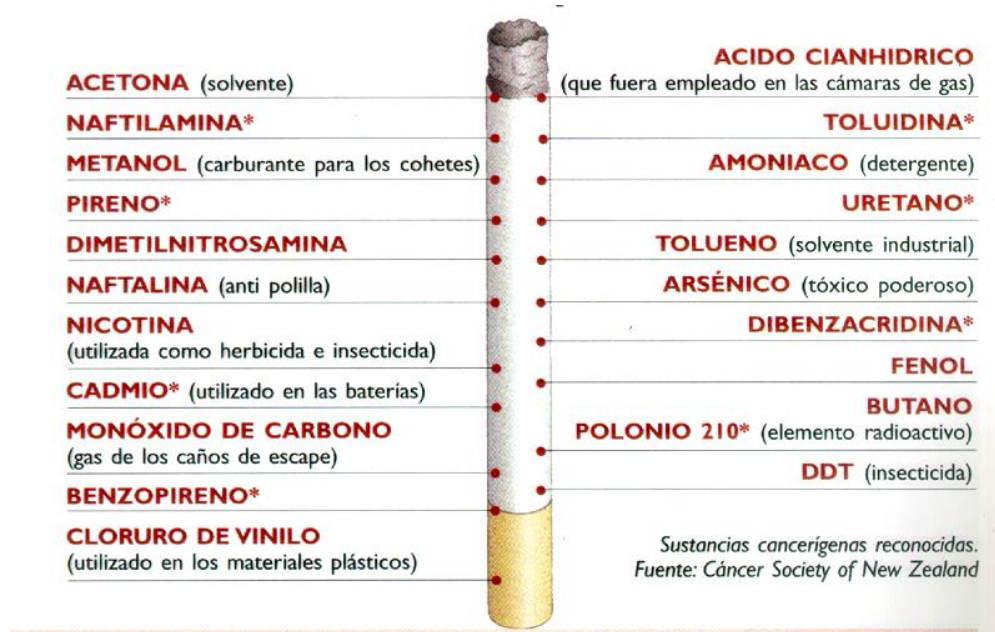 ACETONA (solvente)
NAFTILAMINA*
METANOL (carburante para los cohetes)
PIRENO*
DIMETILNITROSAMINA
NAFTALINA (anti polilla)
NICOTINA
(utilizada como herbicida e insecticida)
CADMIO* (utilizado en las baterías)
MONÓXIDO DE CARBONO
(gas de los caños de escape)
BENZOPIRENO*
CLORURO DE VINILO
(utilizado en los materiales plásticos)
ACIDO CIANHIDRICO
(que fuera empleado en las cámaras de gas)
TOLUIDINA*
AMONIACO (detergente)
URETANO*
TOLUENO (solvente industrial)
ARSÉNICO (tóxico poderoso)
DIBENZACRIDINA*
FENOL
BUTANO
POLONIO 210* (elemento radioactivo)
DDT (insecticida)
Sustancias cancerígenas reconocidas.
Fuente: Cáncer Society of New Zealand